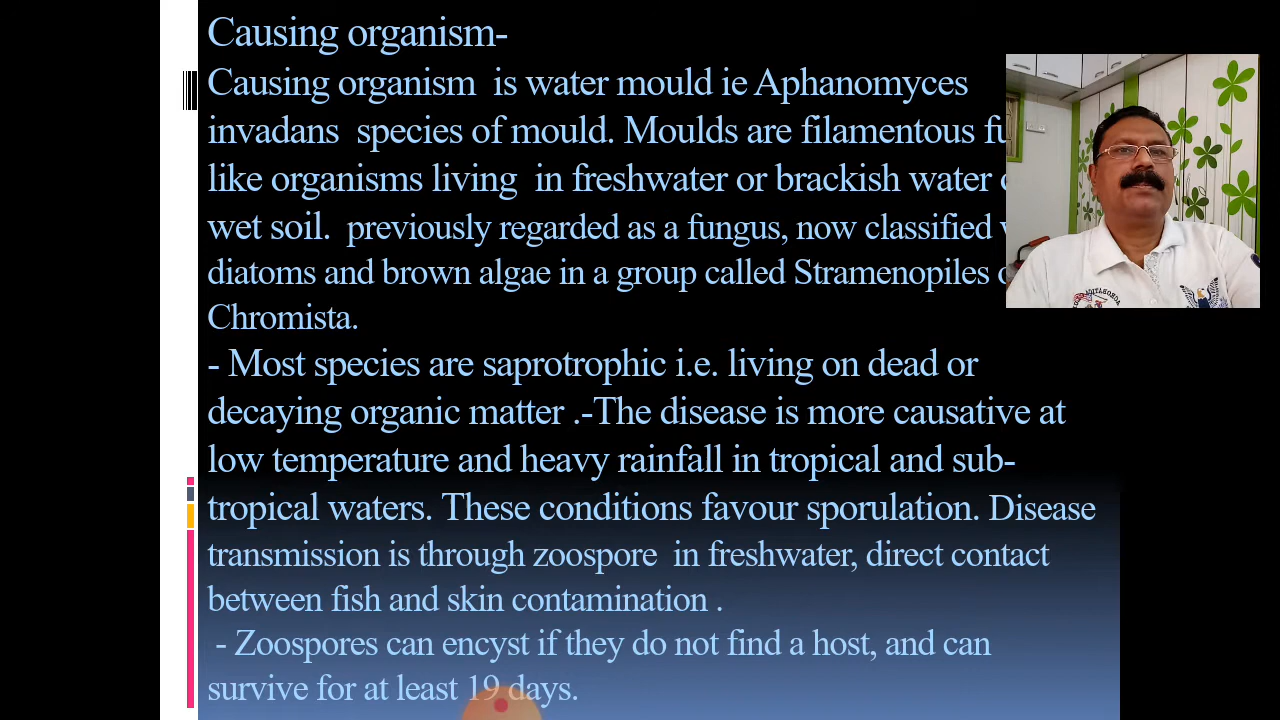 Causing organism-
Causing organism is water mould ie Aphanomyces
invadans species of mould. Moulds are filamentous
like organisms living in freshwater or brackish water
wet soil. previously regarded as a fungus, now classified
diatoms and brown algae in a group called Stramenopiles
Chromista.
- Most species are saprotrophic i.e. living on dead or
decaying organic matter .-The disease is more causative at
low temperature and heavy rainfall in tropical and sub-
tropical waters. These conditions favour sporulation. Disease
transmission is through zoospore in freshwater, direct contact
between fish and skin contamination .
- Zoospores can encyst if they do not find a host, and can
survive for at least 19 days.